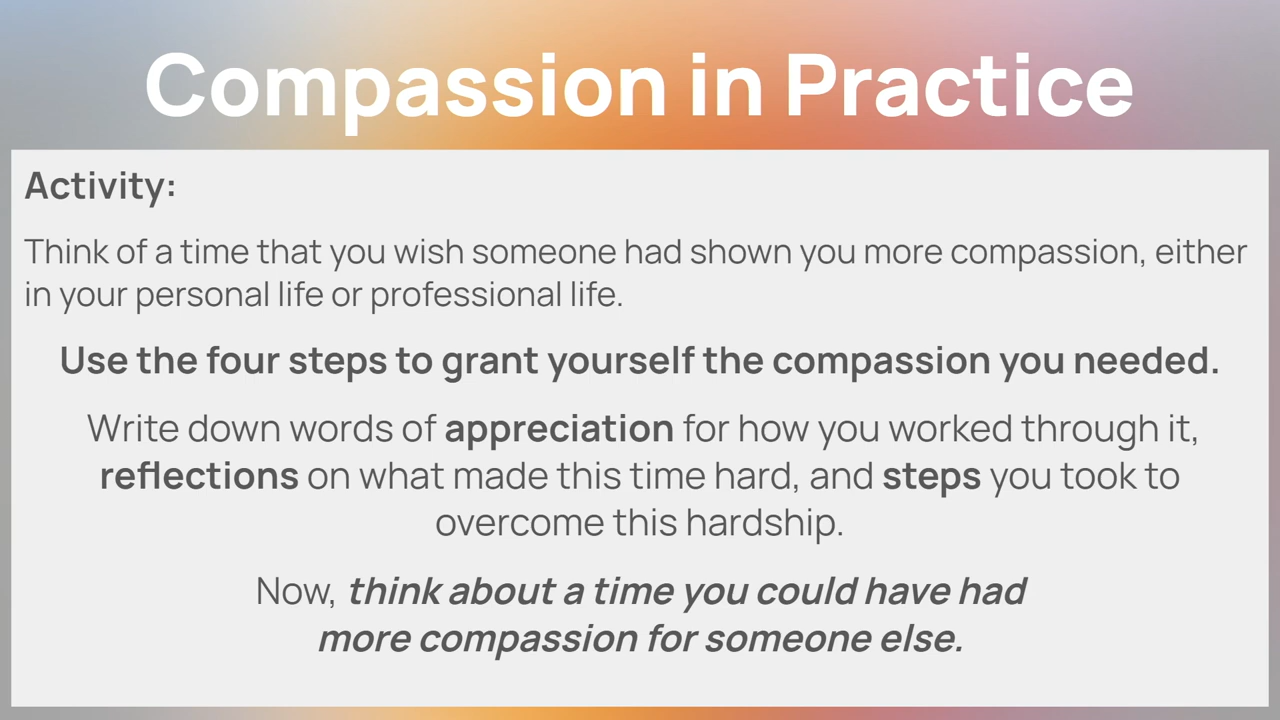 Compassion in Practice
Activity:
Think of a time that you wish someone had shown you more compassion, either
in your personal life or professional life.
Use the four steps to grant yourself the compassion you needed.
Write down words of appreciation for how you worked through it,
reflections on what made this time hard, and steps you took to
overcome this hardship.
Now, think about a time you could have had
more compassion for someone else.